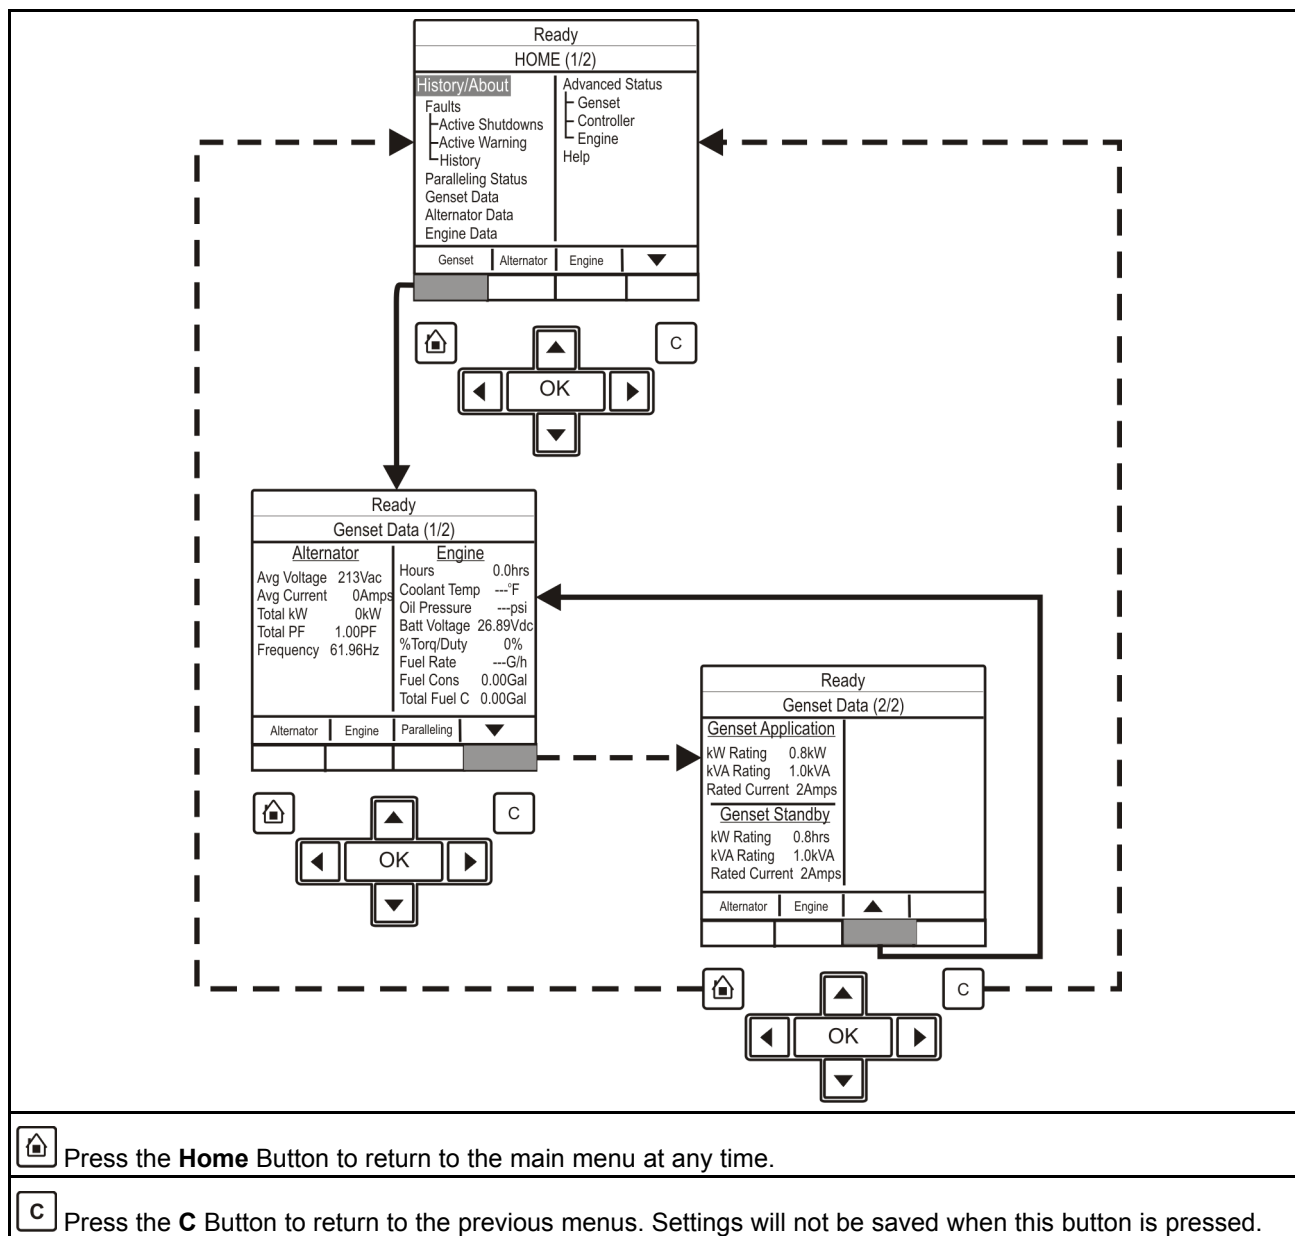 Ready
HOME (1/2)
History/About
Faults
Active Shutdowns
Active Warning
History
Paralleling Status
Genset Data
Alternator Data
Engine Data
Advanced Status
Genset
Controller
Engine
Help
Genset Alternator Engine
C
OK
Ready
Genset Data (1/2)
Alternator
Avg Voltage 213Vac
Avg Current 0Amps
Total kW 0kW
Total PF 1.00PF
Frequency 61.96Hz
Engine
Hours 0.0hrs
Coolant Temp ---°F
Oil Pressure ---psi
Batt Voltage 26.89Vdc
%Torq/Duty 0%
Fuel Rate ---G/h
Fuel Cons 0.00Gal
Total Fuel C 0.00Gal
Alternator Engine Paralleling
C
OK
Ready
Genset Data (2/2)
Genset Application
kW Rating 0.8kW
kVA Rating 1.0kVA
Rated Current 2Amps
Genset Standby
kW Rating 0.8hrs
kVA Rating 1.0kVA
Rated Current 2Amps
Alternator Engine
C
OK
Press the Home Button to return to the main menu at any time.
C Press the C Button to return to the previous menus. Settings will not be saved when this button is pressed.